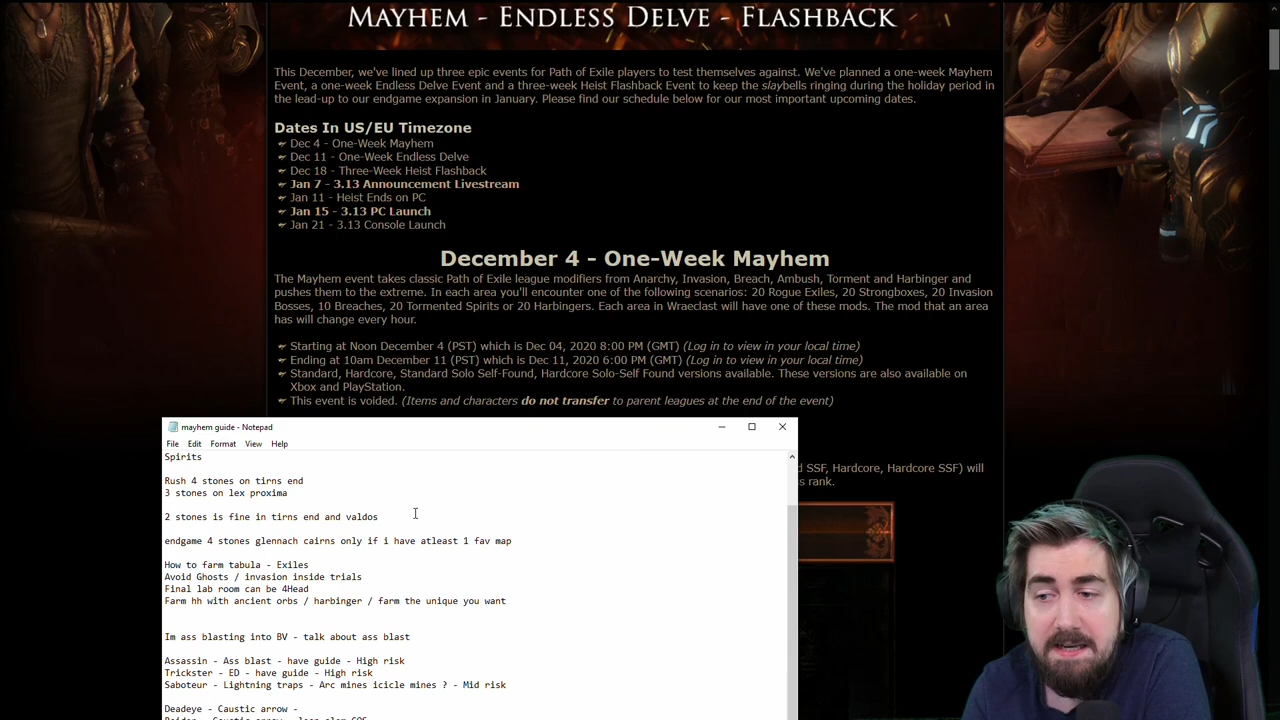 MAYHEM - ENDLESS DELVE - FLASHBACK
This December, we've lined up three epic events for Path of Exile players to test themselves against. We've planned a one-week Mayhem
Event, a one-week Endless Delve Event and a three-week Heist Flashback Event to keep the slaybells ringing during the holiday period in
the lead-up to our endgame expansion in January. Please find our schedule below for our most important upcoming dates.
Dates In US/EU Timezone
Dec 4 - One-Week Mayhem
Dec 11 - One-Week Endless Delve
Dec 18 - Three-Week Heist Flashback
Jan 7 - 3.13 Announcement Livestream
Jan 11 - Heist Ends on PC
Jan 15 - 3.13 PC Launch
Jan 21 - 3.13 Console Launch
December 4 - One-Week Mayhem
The Mayhem event takes classic Path of Exile league modifiers from Anarchy, Invasion, Breach, Ambush, Torment and Harbinger and
pushes them to the extreme. In each area you'll encounter one of the following scenarios: 20 Rogue Exiles, 20 Strongboxes, 20 Invasion
Bosses, 10 Breaches, 20 Tormented Spirits or 20 Harbingers. Each area in Wraeclast will have one of these mods. The mod that an area
has will change every hour.
Starting at Noon December 4 (PST) which is Dec 04, 2020 8:00 PM (GMT) (Log in to view in your local time)
Ending at 10am December 11 (PST) which is Dec 11, 2020 6:00 PM (GMT) (Log in to view in your local time)
Standard, Hardcore, Standard Solo Self-Found, Hardcore Solo-Self Found versions available. These versions are also available on
Xbox and PlayStation.
This event is voided. (Items and characters do not transfer to parent leagues at the end of the event)
d SSF, Hardcore, Hardcore SSF) will
s rank.
mayhem guide - Notepad
File Edit Format View Help
Spirits
Rush 4 stones on tirns end
3 stones on lex proxima
2 stones is fine in tirns end and valdos
endgame 4 stones glennach cairns only if i have atleast 1 fav map
How to farm tabula - Exiles
Avoid Ghosts / invasion inside trials
Final lab room can be 4Head
Farm hh with ancient orbs / harbinger / farm the unique you want
Im ass blasting into BV - talk about ass blast
Assassin - Ass blast - have guide - High risk
Trickster - ED - have guide - High risk
Saboteur - Lightning traps - Arc mines icicle mines ? - Mid risk
Deadeye - Caustic arrow -